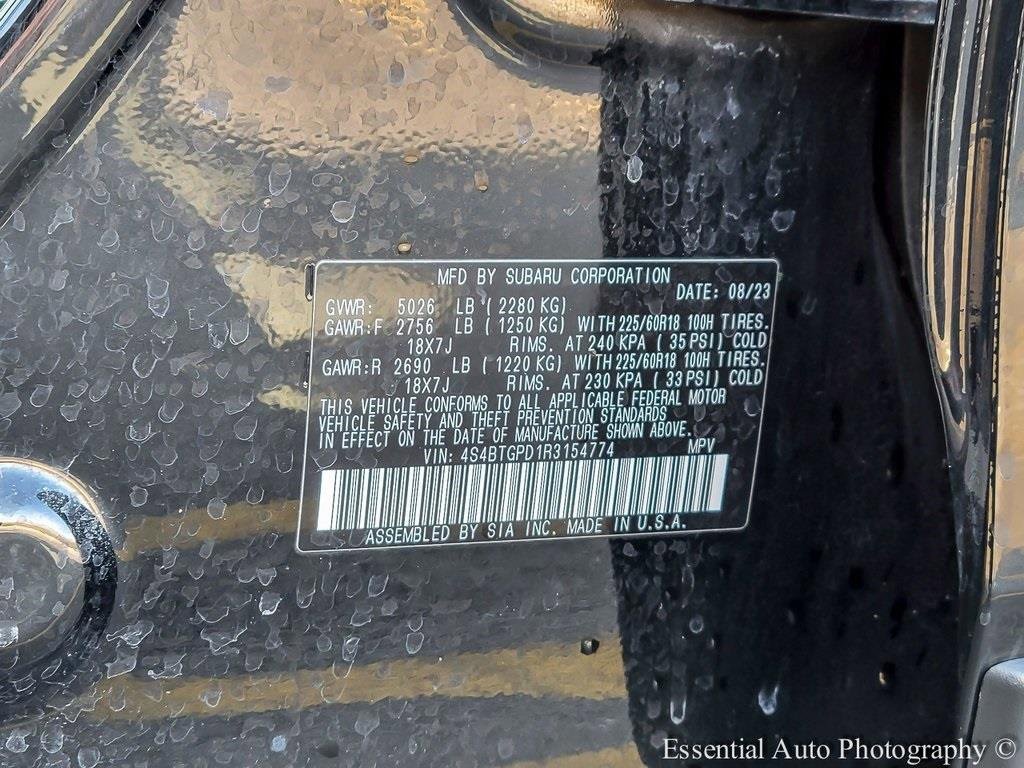 MFD BY SUBARU CORPORATION
DATE: 08/23
GVWR: 5026 LB ( 2280 KG)
GAWR:F 2756 LB ( 1250 KG) WITH 225/60R18 100H TIRES.
18X7J RIMS. AT 240 KPA ( 35 PSI) COLD
GAWR:R 2690 LB ( 1220 KG) WITH 225/60R18 100H TIRES.
18X7J RIMS. AT 230 KPA ( 33 PSI) COLD
THIS VEHICLE CONFORMS TO ALL APPLICABLE FEDERAL MOTOR
VEHICLE SAFETY AND THEFT PREVENTION STANDARDS
IN EFFECT ON THE DATE OF MANUFACTURE SHOWN ABOVE.
VIN: 4S4BTGPD1R3154774 MPV
ASSEMBLED BY SIA INC. MADE IN U.S.A.
Essential Auto Photography ©